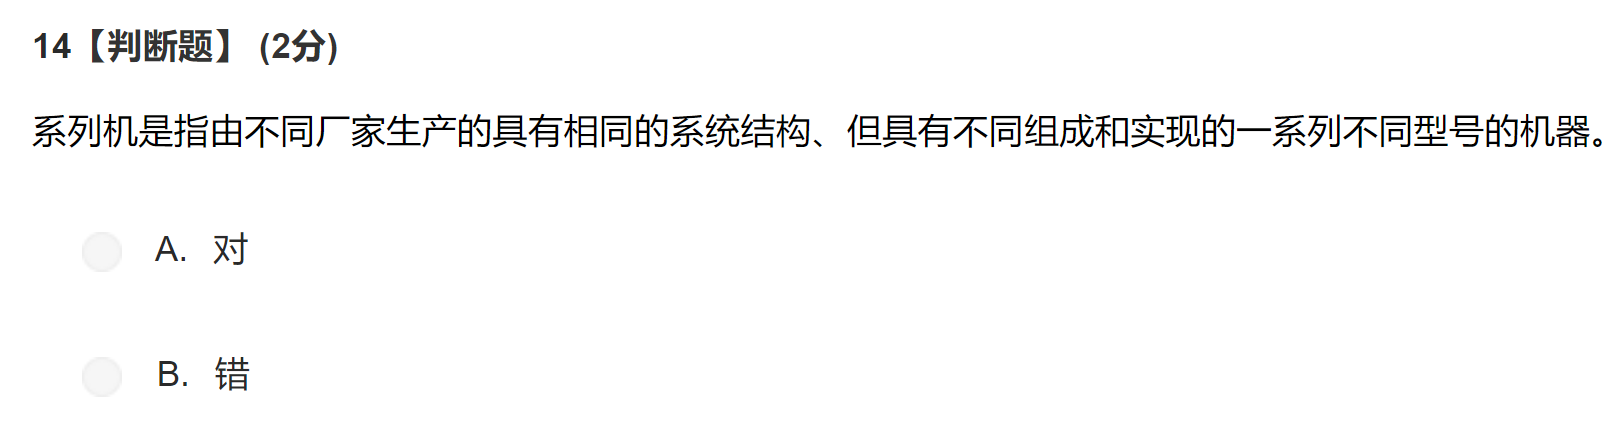 14【判断题】 (2分)
系列机是指由不同厂家生产的具有相同的系统结构、但具有不同组成和实现的一系列不同型号的机器。
A. 对
B. 错